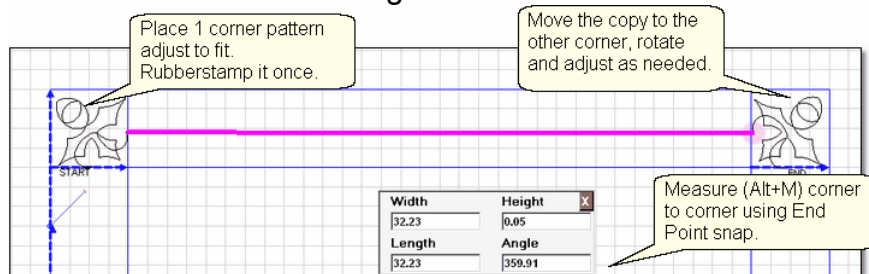 Place 1 corner pattern
adjust to fit.
Rubberstamp it once.
Move the copy to the
other corner, rotate
and adjust as needed.
START
END
Width
Height
X
32.23
0.05
Length
Angle
32.23
359.91
Measure (Alt+M) corner
to corner using End
Point snap.